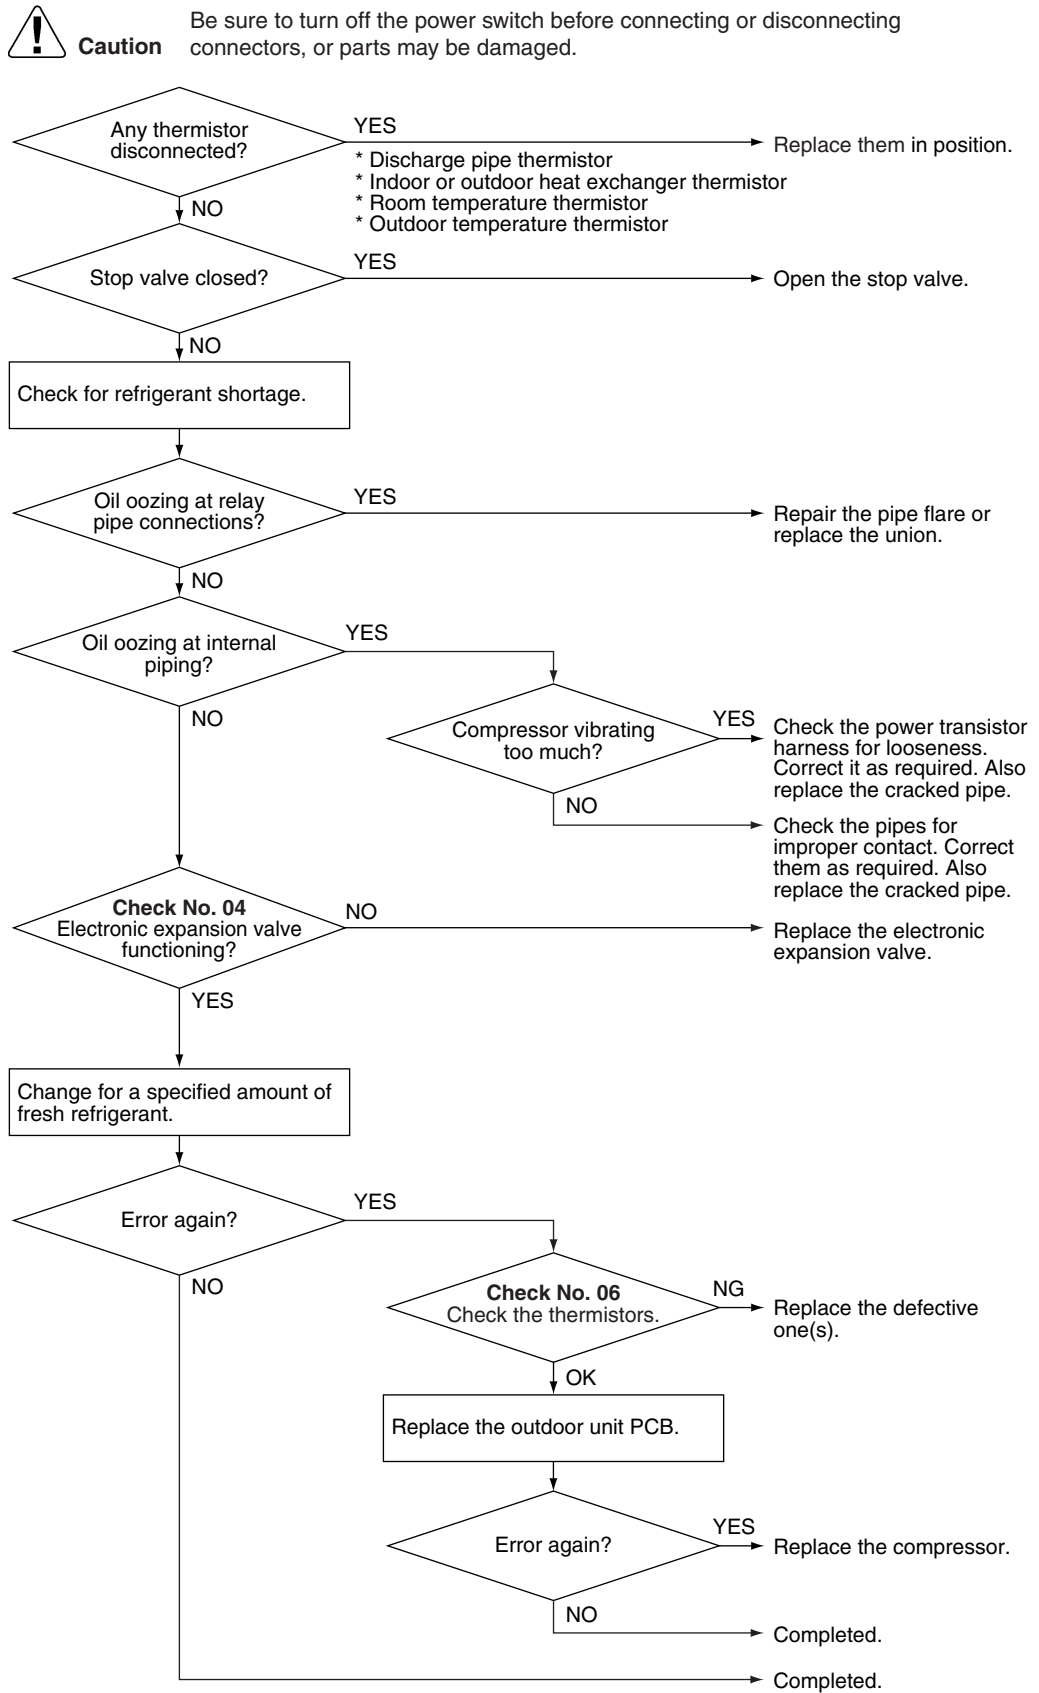 Caution
Be sure to turn off the power switch before connecting or disconnecting
connectors, or parts may be damaged.
Any thermistor
disconnected?
YES
Replace them in position.
* Discharge pipe thermistor
* Indoor or outdoor heat exchanger thermistor
* Room temperature thermistor
* Outdoor temperature thermistor
NO
Stop valve closed?
YES
Open the stop valve.
NO
Check for refrigerant shortage.
Oil oozing at relay
pipe connections?
YES
Repair the pipe flare or
replace the union.
NO
Oil oozing at internal
piping?
YES
NO
Compressor vibrating
too much?
YES
Check the power transistor
harness for looseness.
Correct it as required. Also
replace the cracked pipe.
NO
Check the pipes for
improper contact. Correct
them as required. Also
replace the cracked pipe.
Check No. 04
Electronic expansion valve
functioning?
NO
Replace the electronic
expansion valve.
YES
Change for a specified amount of
fresh refrigerant.
Error again?
YES
NO
Check No. 06
Check the thermistors.
NG
Replace the defective
one(s).
OK
Replace the outdoor unit PCB.
Error again?
YES
Replace the compressor.
NO
Completed.
Completed.